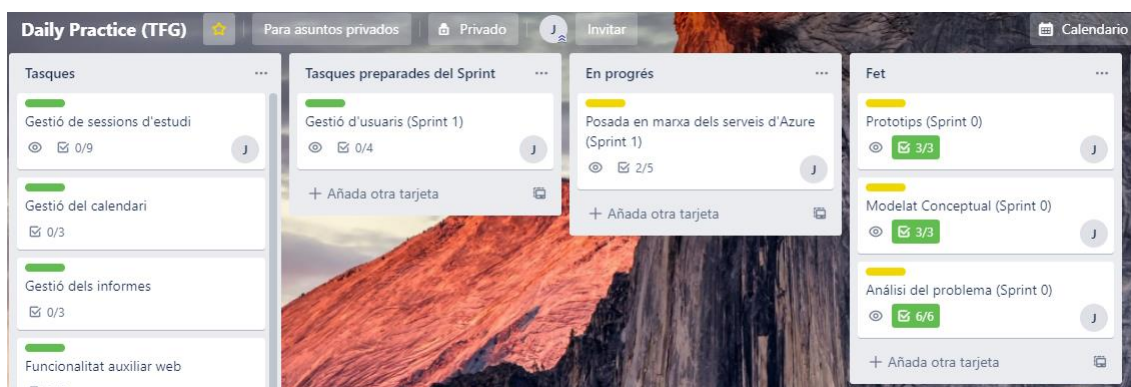 Daily Practice (TFG)
Para asuntos privados
Privado
J
Invitar
Calendario
Tasques
Gestió de sessions d'estudi
0/9
J
Gestió del calendari
0/3
Gestió dels informes
0/3
Funcionalitat auxiliar web
Tasques preparades del Sprint
Gestió d'usuaris (Sprint 1)
0/4
J
+ Añada otra tarjeta
En progrés
Posada en marxa dels serveis d'Azure
(Sprint 1)
2/5
J
+ Añada otra tarjeta
Fet
Prototips (Sprint 0)
3/3
J
Modelat Conceptual (Sprint 0)
3/3
J
Análisi del problema (Sprint 0)
6/6
J
+ Añada otra tarjeta